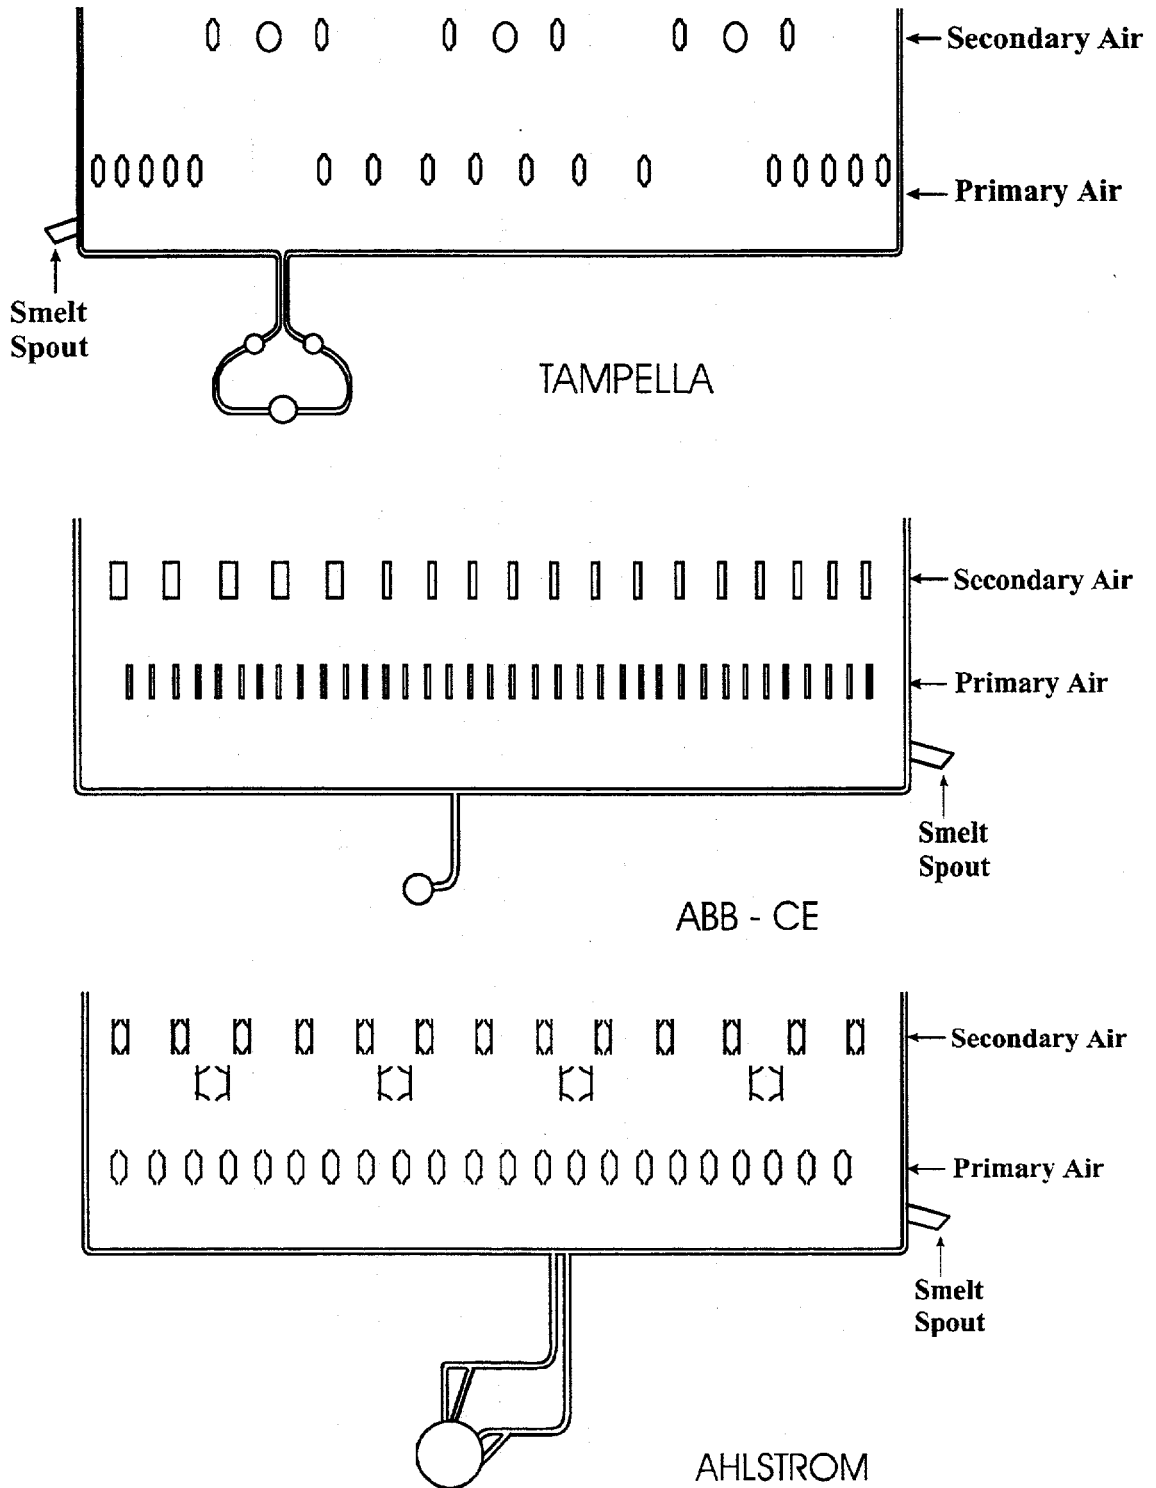 Secondary Air
Primary Air
Smelt
Spout
TAMPELLA
Secondary Air
Primary Air
Smelt
Spout
ABB - CE
Secondary Air
Primary Air
Smelt
Spout
AHLSTROM